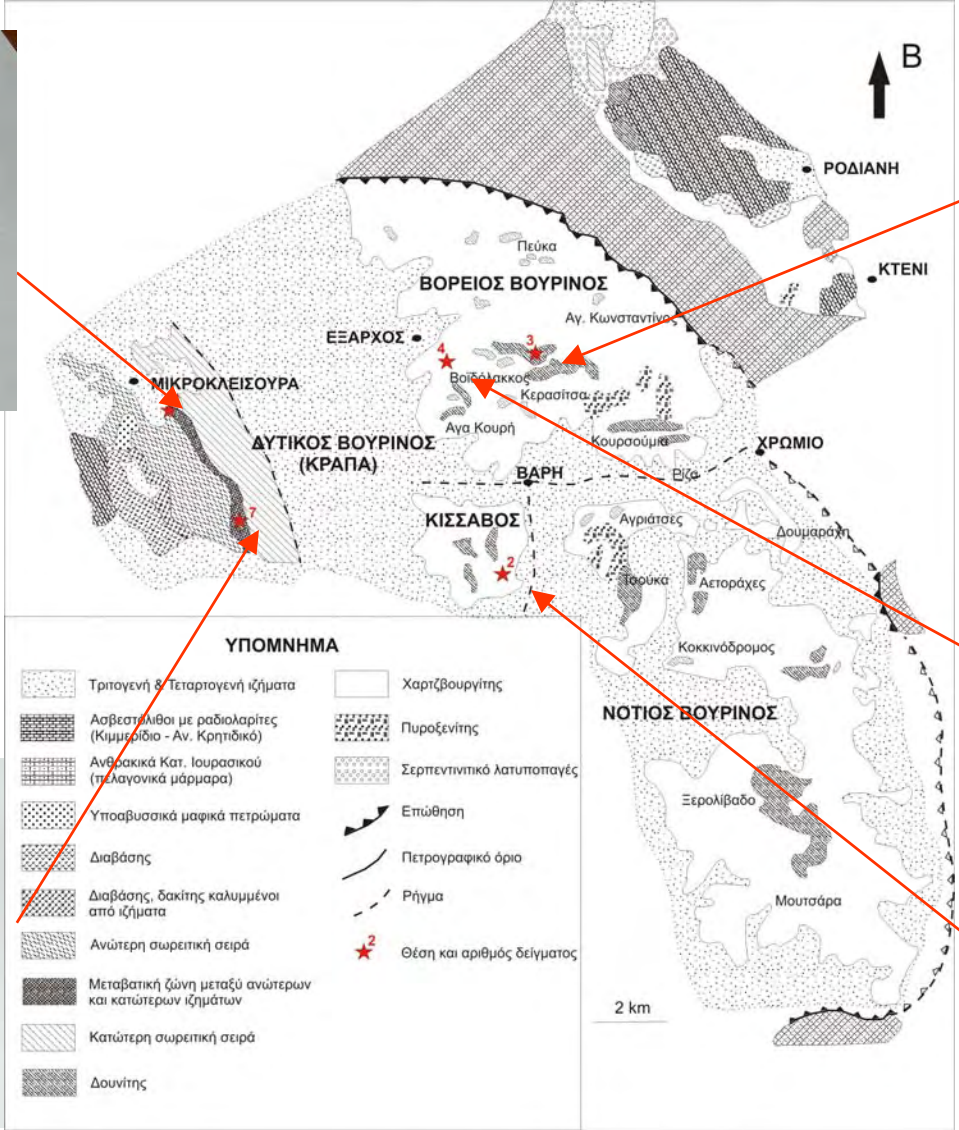 Β
ΡΟΔΙΑΝΗ
Πεύκα
ΚΤΕΝΙ
ΒΟΡΕΙΟΣ ΒΟΥΡΙΝΟΣ
Αγ. Κωνσταντίνος
ΕΞΑΡΧΟΣ
4
3
Βοϊδόλακκος
ΜΙΚΡΟΚΛΕΙΣΟΥΡΑ
Κερασίτσα
Αγα Κουρή
ΔΥΤΙΚΟΣ ΒΟΥΡΙΝΟΣ
(ΚΡΑΠΑ)
Κουρσούμια
ΧΡΩΜΙΟ
ΒΑΡΗ
Ρίζα
7
ΚΙΣΣΑΒΟΣ
Αγριάτσες
Δουμαράχη
2
Τσούκα
Αετοράχες
Κοκκινόδρομος
ΝΟΤΙΟΣ ΒΟΥΡΙΝΟΣ
Ξερολίβαδο
Μουτσάρα
2 km
ΥΠΟΜΝΗΜΑ
Τριτογενή & Τεταρτογενή ιζήματα
Ασβεστόλιθοι με ραδιολαρίτες
(Κιμμερίδιο - Αν. Κρητιδικό)
Ανθρακικά Κατ. Ιουρασικού
(πελαγονικά μάρμαρα)
Υποαβυσσικά μαφικά πετρώματα
Διαβάσης
Διαβάσης, δακίτης καλυμμένοι
από ιζήματα
Ανώτερη σωρειτική σειρά
Μεταβατική ζώνη μεταξύ ανώτερων
και κατώτερων ιζημάτων
Κατώτερη σωρειτική σειρά
Δουνίτης
Χαρτζβουργίτης
Πυροξενίτης
Σερπεντινιτικό λατυποπαγές
Επώθηση
Πετρογραφικό όριο
Ρήγμα
2
Θέση και αριθμός δείγματος